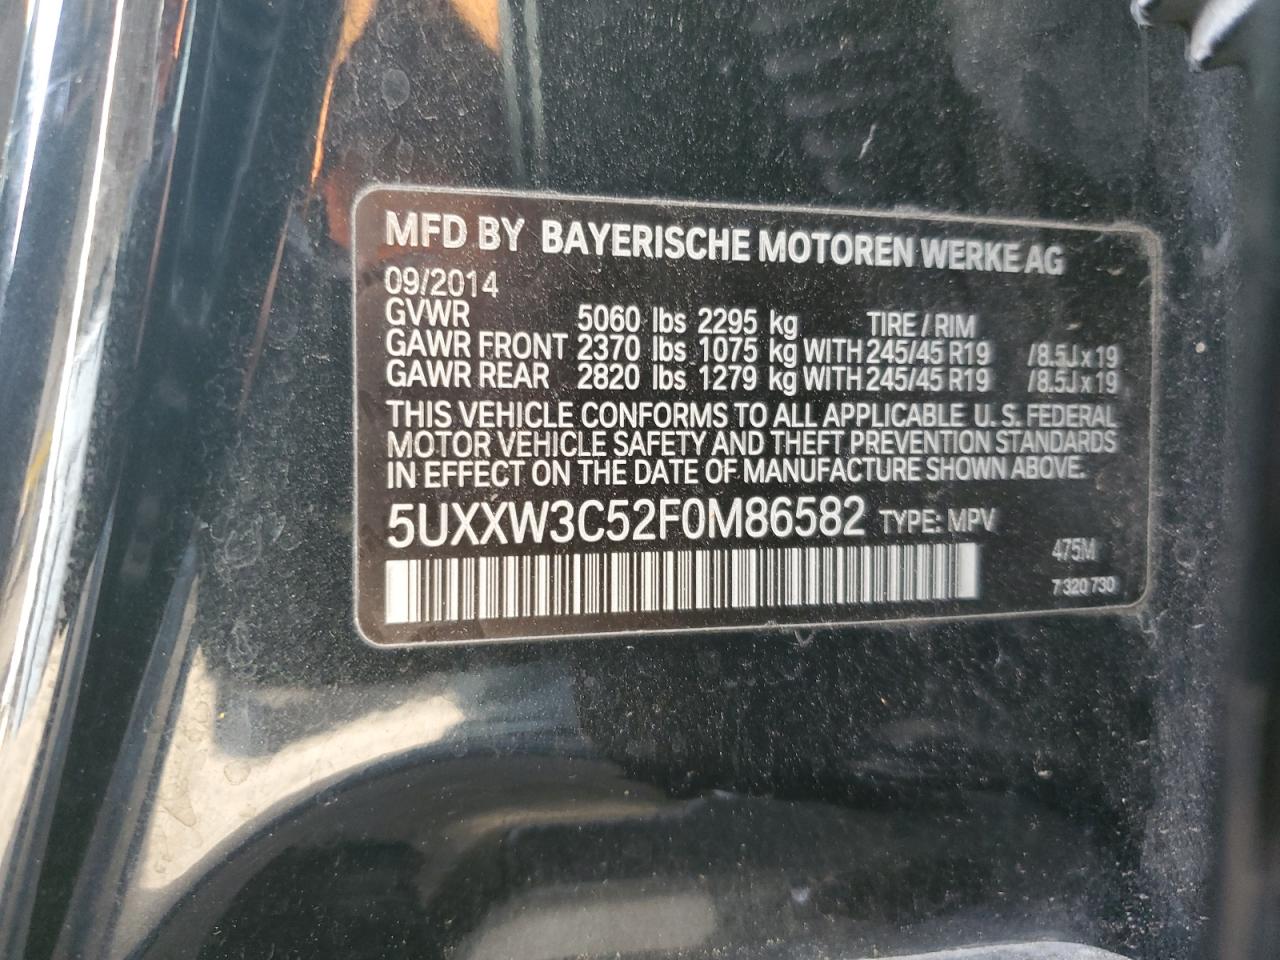 MFD BY BAYERISCHE MOTOREN WERKE AG
09/2014
GVWR 5060 lbs 2295 kg TIRE / RIM
GAWR FRONT 2370 lbs 1075 kg WITH 245/45 R19 /8.5J x 19
GAWR REAR 2820 lbs 1279 kg WITH 245/45 R19 /8.5J x 19
THIS VEHICLE CONFORMS TO ALL APPLICABLE U. S. FEDERAL
MOTOR VEHICLE SAFETY AND THEFT PREVENTION STANDARDS
IN EFFECT ON THE DATE OF MANUFACTURE SHOWN ABOVE.
5UXXW3C52F0M86582 TYPE: MPV
475M
7 320 730